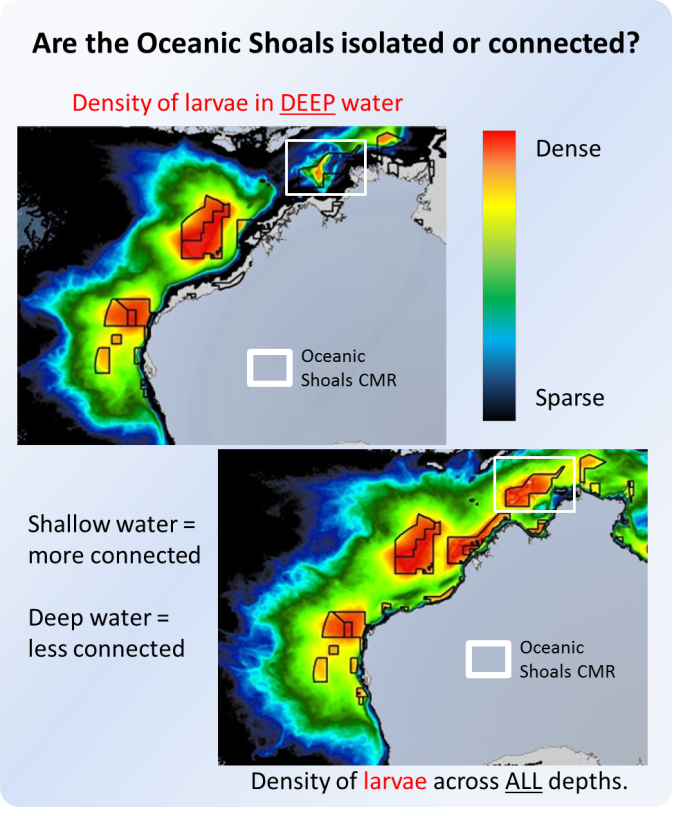 Are the Oceanic Shoals isolated or connected?
Density of larvae in DEEP water
Dense
Sparse
Oceanic
Shoals CMR
Shallow water =
more connected
Deep water =
less connected
Oceanic
Shoals CMR
Density of larvae across ALL depths.